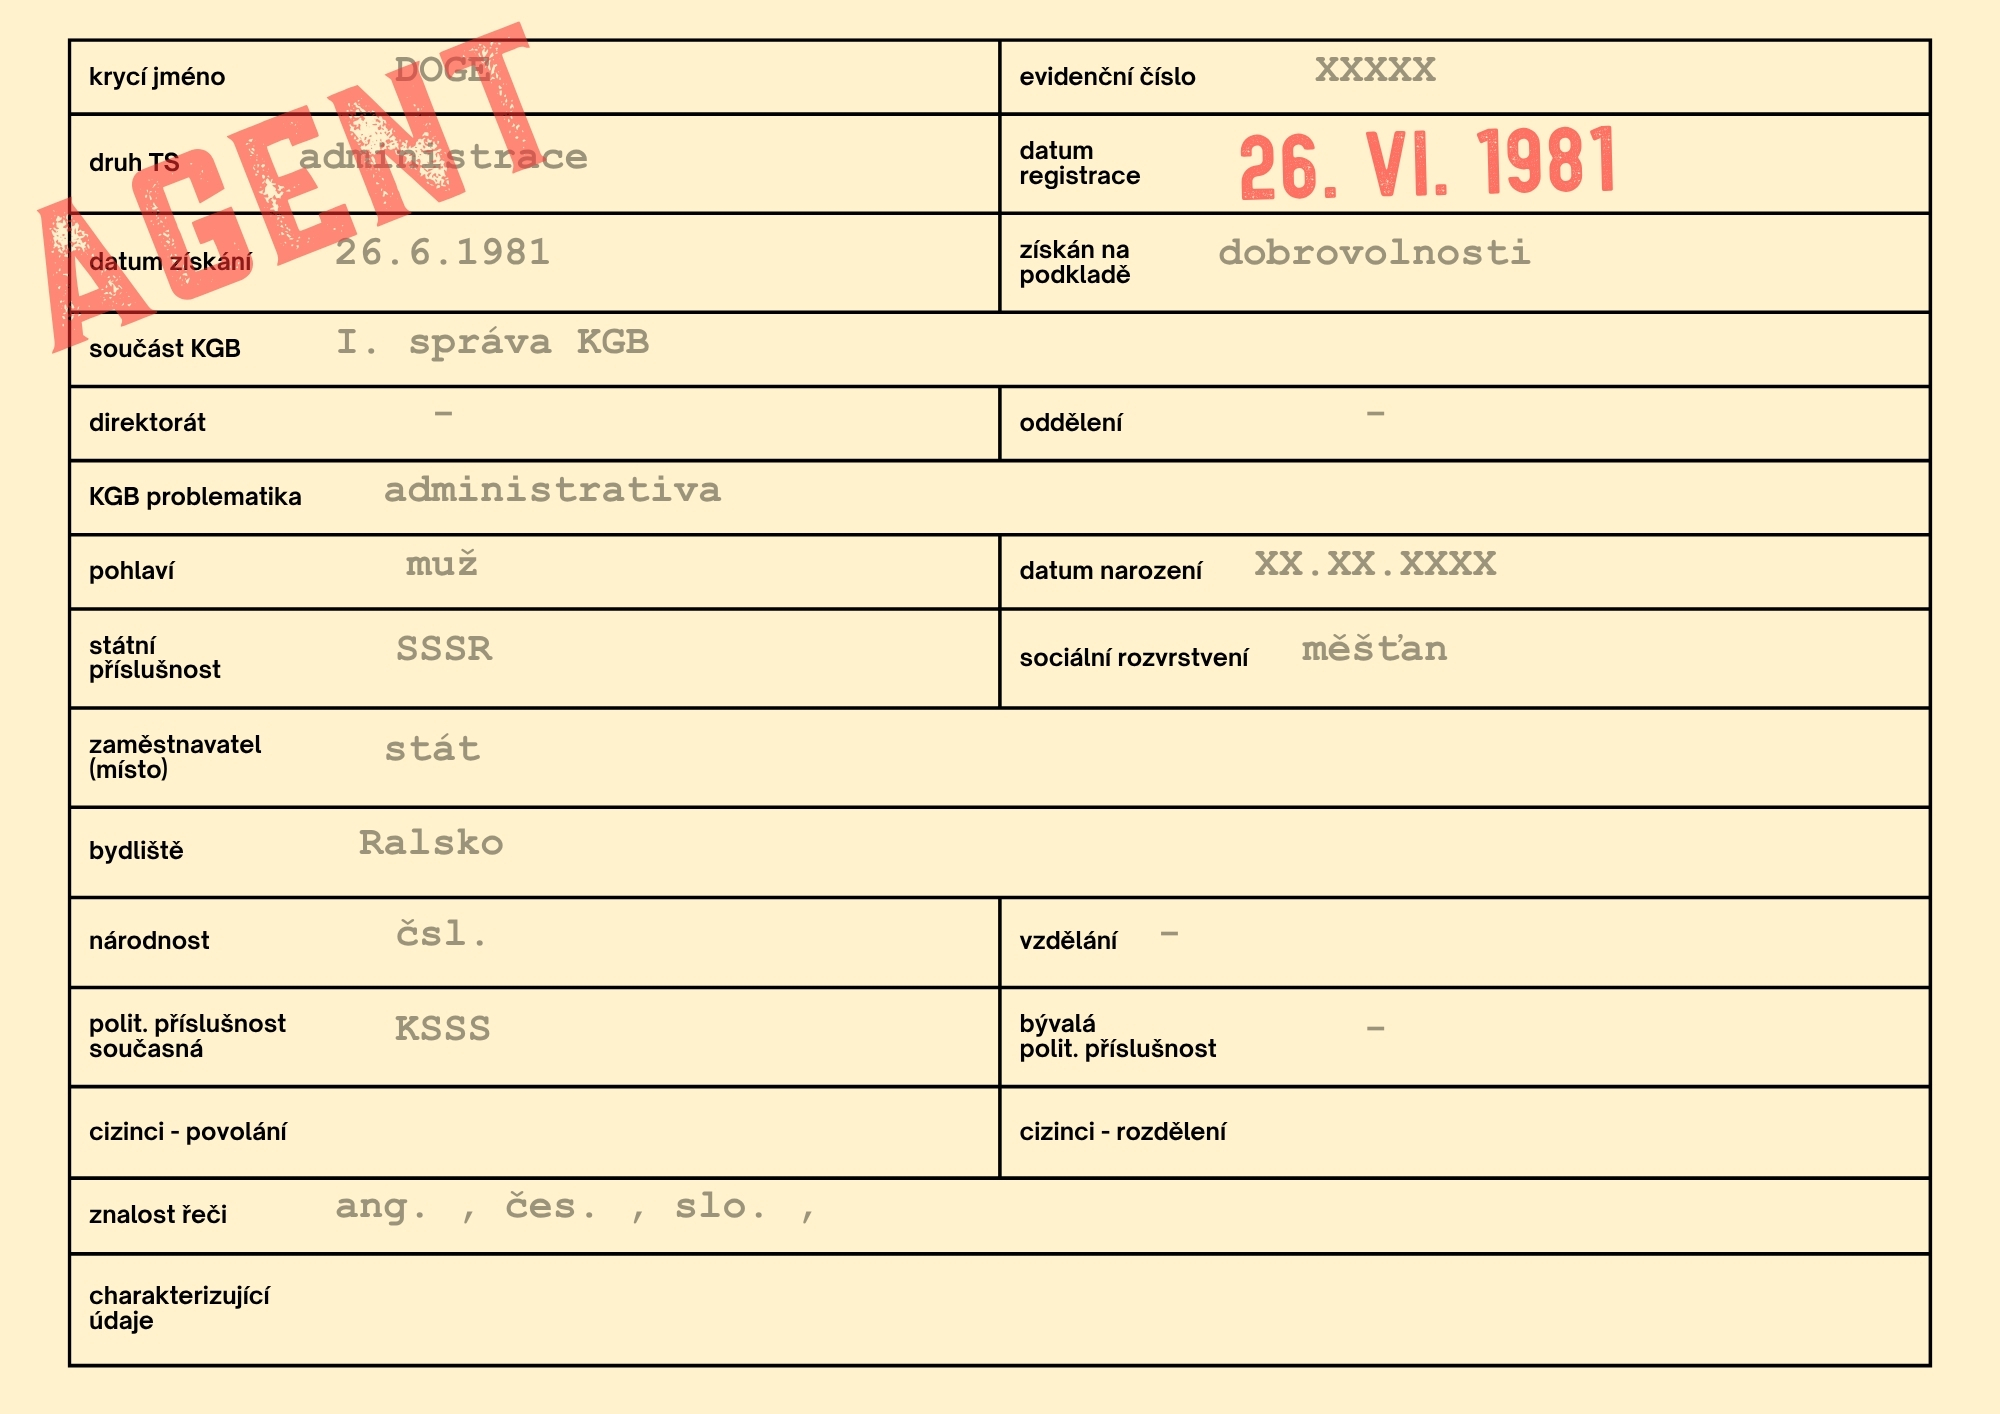 AGENT
krycí jméno DOGE
evidenční číslo XXXXX
druh TS administrace
datum
registrace 26. VI. 1981
datum získání 26.6.1981
získán na
podkladě dobrovolnosti
součást KGB I. správa KGB
direktorát -
oddělení -
KGB problematika administrativa
pohlaví muž
datum narození XX.XX.XXXX
státní
příslušnost SSSR
sociální rozvrstvení měšťan
zaměstnavatel
(místo) stát
bydliště Ralsko
národnost čsl.
vzdělání -
polit. příslušnost
současná KSSS
bývalá
polit. příslušnost -
cizinci - povolání
cizinci - rozdělení
znalost řeči ang. , čes. , slo. ,
charakterizující
údaje